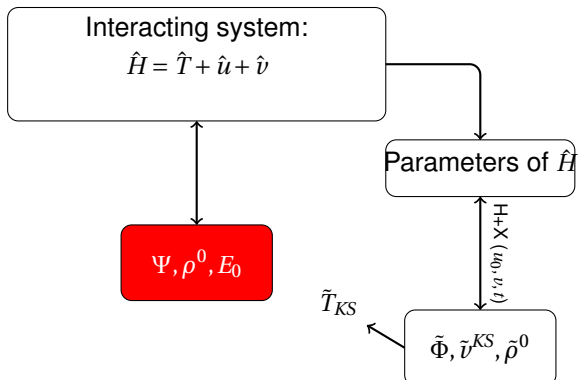 Interacting system:
Ĥ = T̂ + û + v̂
Parameters of Ĥ
H+X (u₀, v, t)
Ψ, ρ⁰, E₀
T̃_KS
Φ̃, ṽ^KS, ρ̃⁰